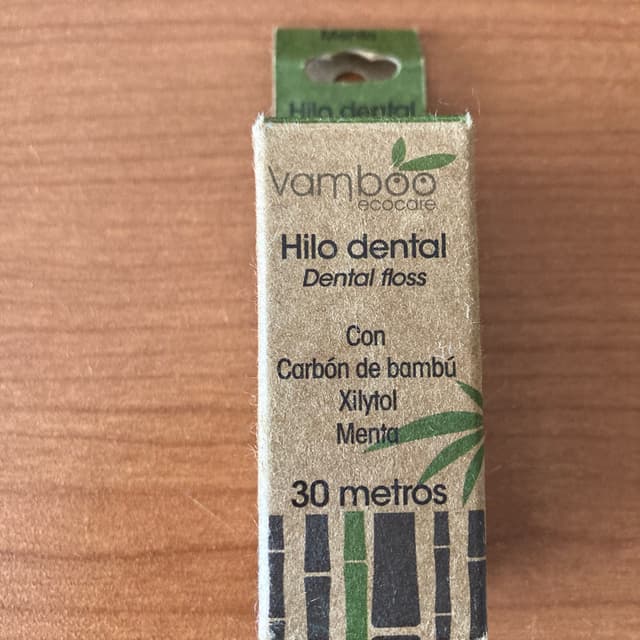 Menta
Hilo dental
Vamboo
ecocare
Hilo dental
Dental floss
Con
Carbón de bambú
Xilytol
Menta
30 metros